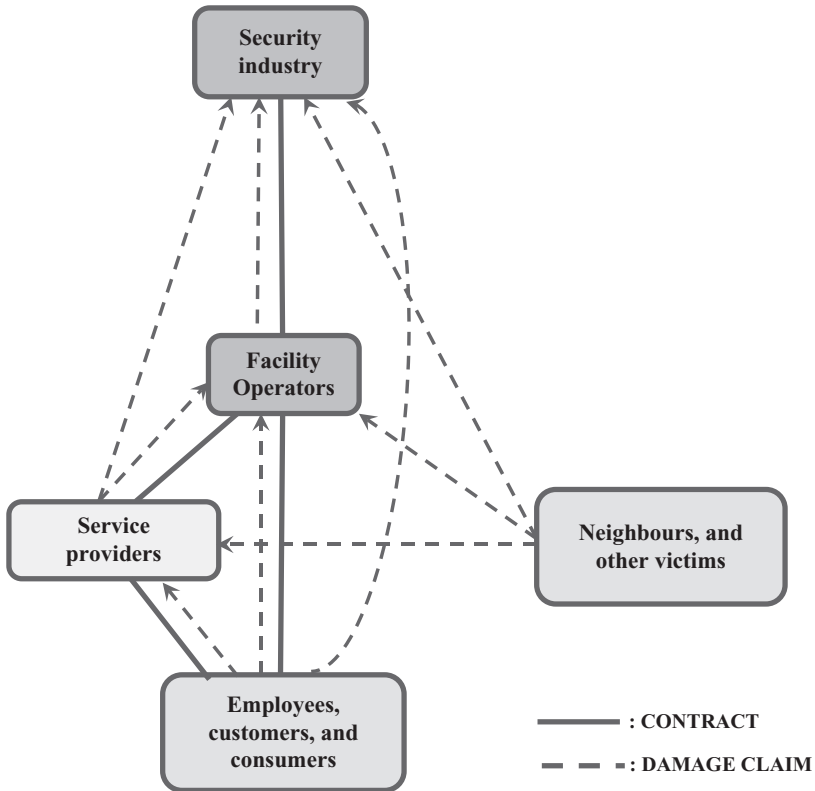 Security
industry
Facility
Operators
Service
providers
Neighbours, and
other victims
Employees,
customers, and
consumers
: CONTRACT
: DAMAGE CLAIM